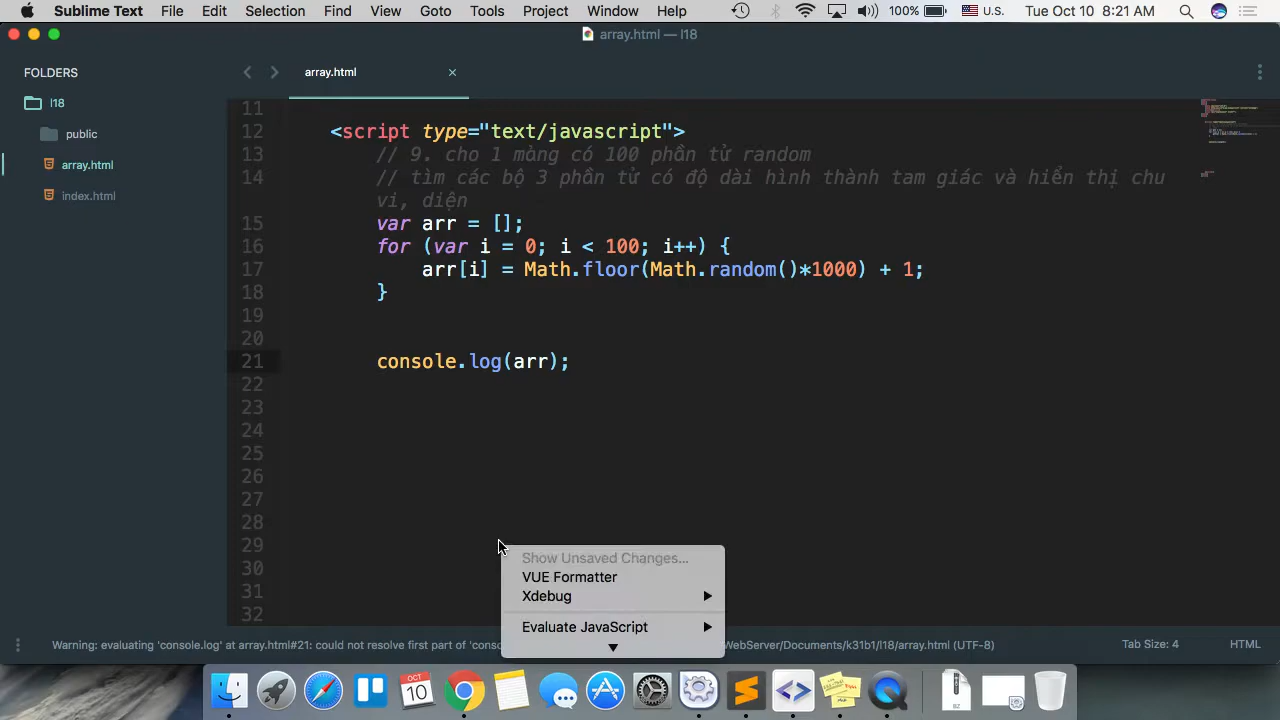 Sublime Text File Edit Selection Find View Goto Tools Project Window Help 100% U.S. Tue Oct 10 8:21 AM
array.html — l18
FOLDERS
l18
public
array.html
index.html
array.html
11
12 <script type="text/javascript">
13 // 9. cho 1 màng có 100 phần tử random
14 // tìm các bộ 3 phần tử có độ dài hình thành tam giác và hiển thị chu
vi, diện
15 var arr = [];
16 for (var i = 0; i < 100; i++) {
17 arr[i] = Math.floor(Math.random()*1000) + 1;
18 }
19
20
21 console.log(arr);
22
23
24
25
26
27
28
29
30
31
32
Show Unsaved Changes...
VUE Formatter
Xdebug
Evaluate JavaScript
Warning: evaluating 'console.log' at array.html#21: could not resolve first part of 'conso WebServer/Documents/k31b1/l18/array.html (UTF-8) Tab Size: 4 HTML
OCT
10